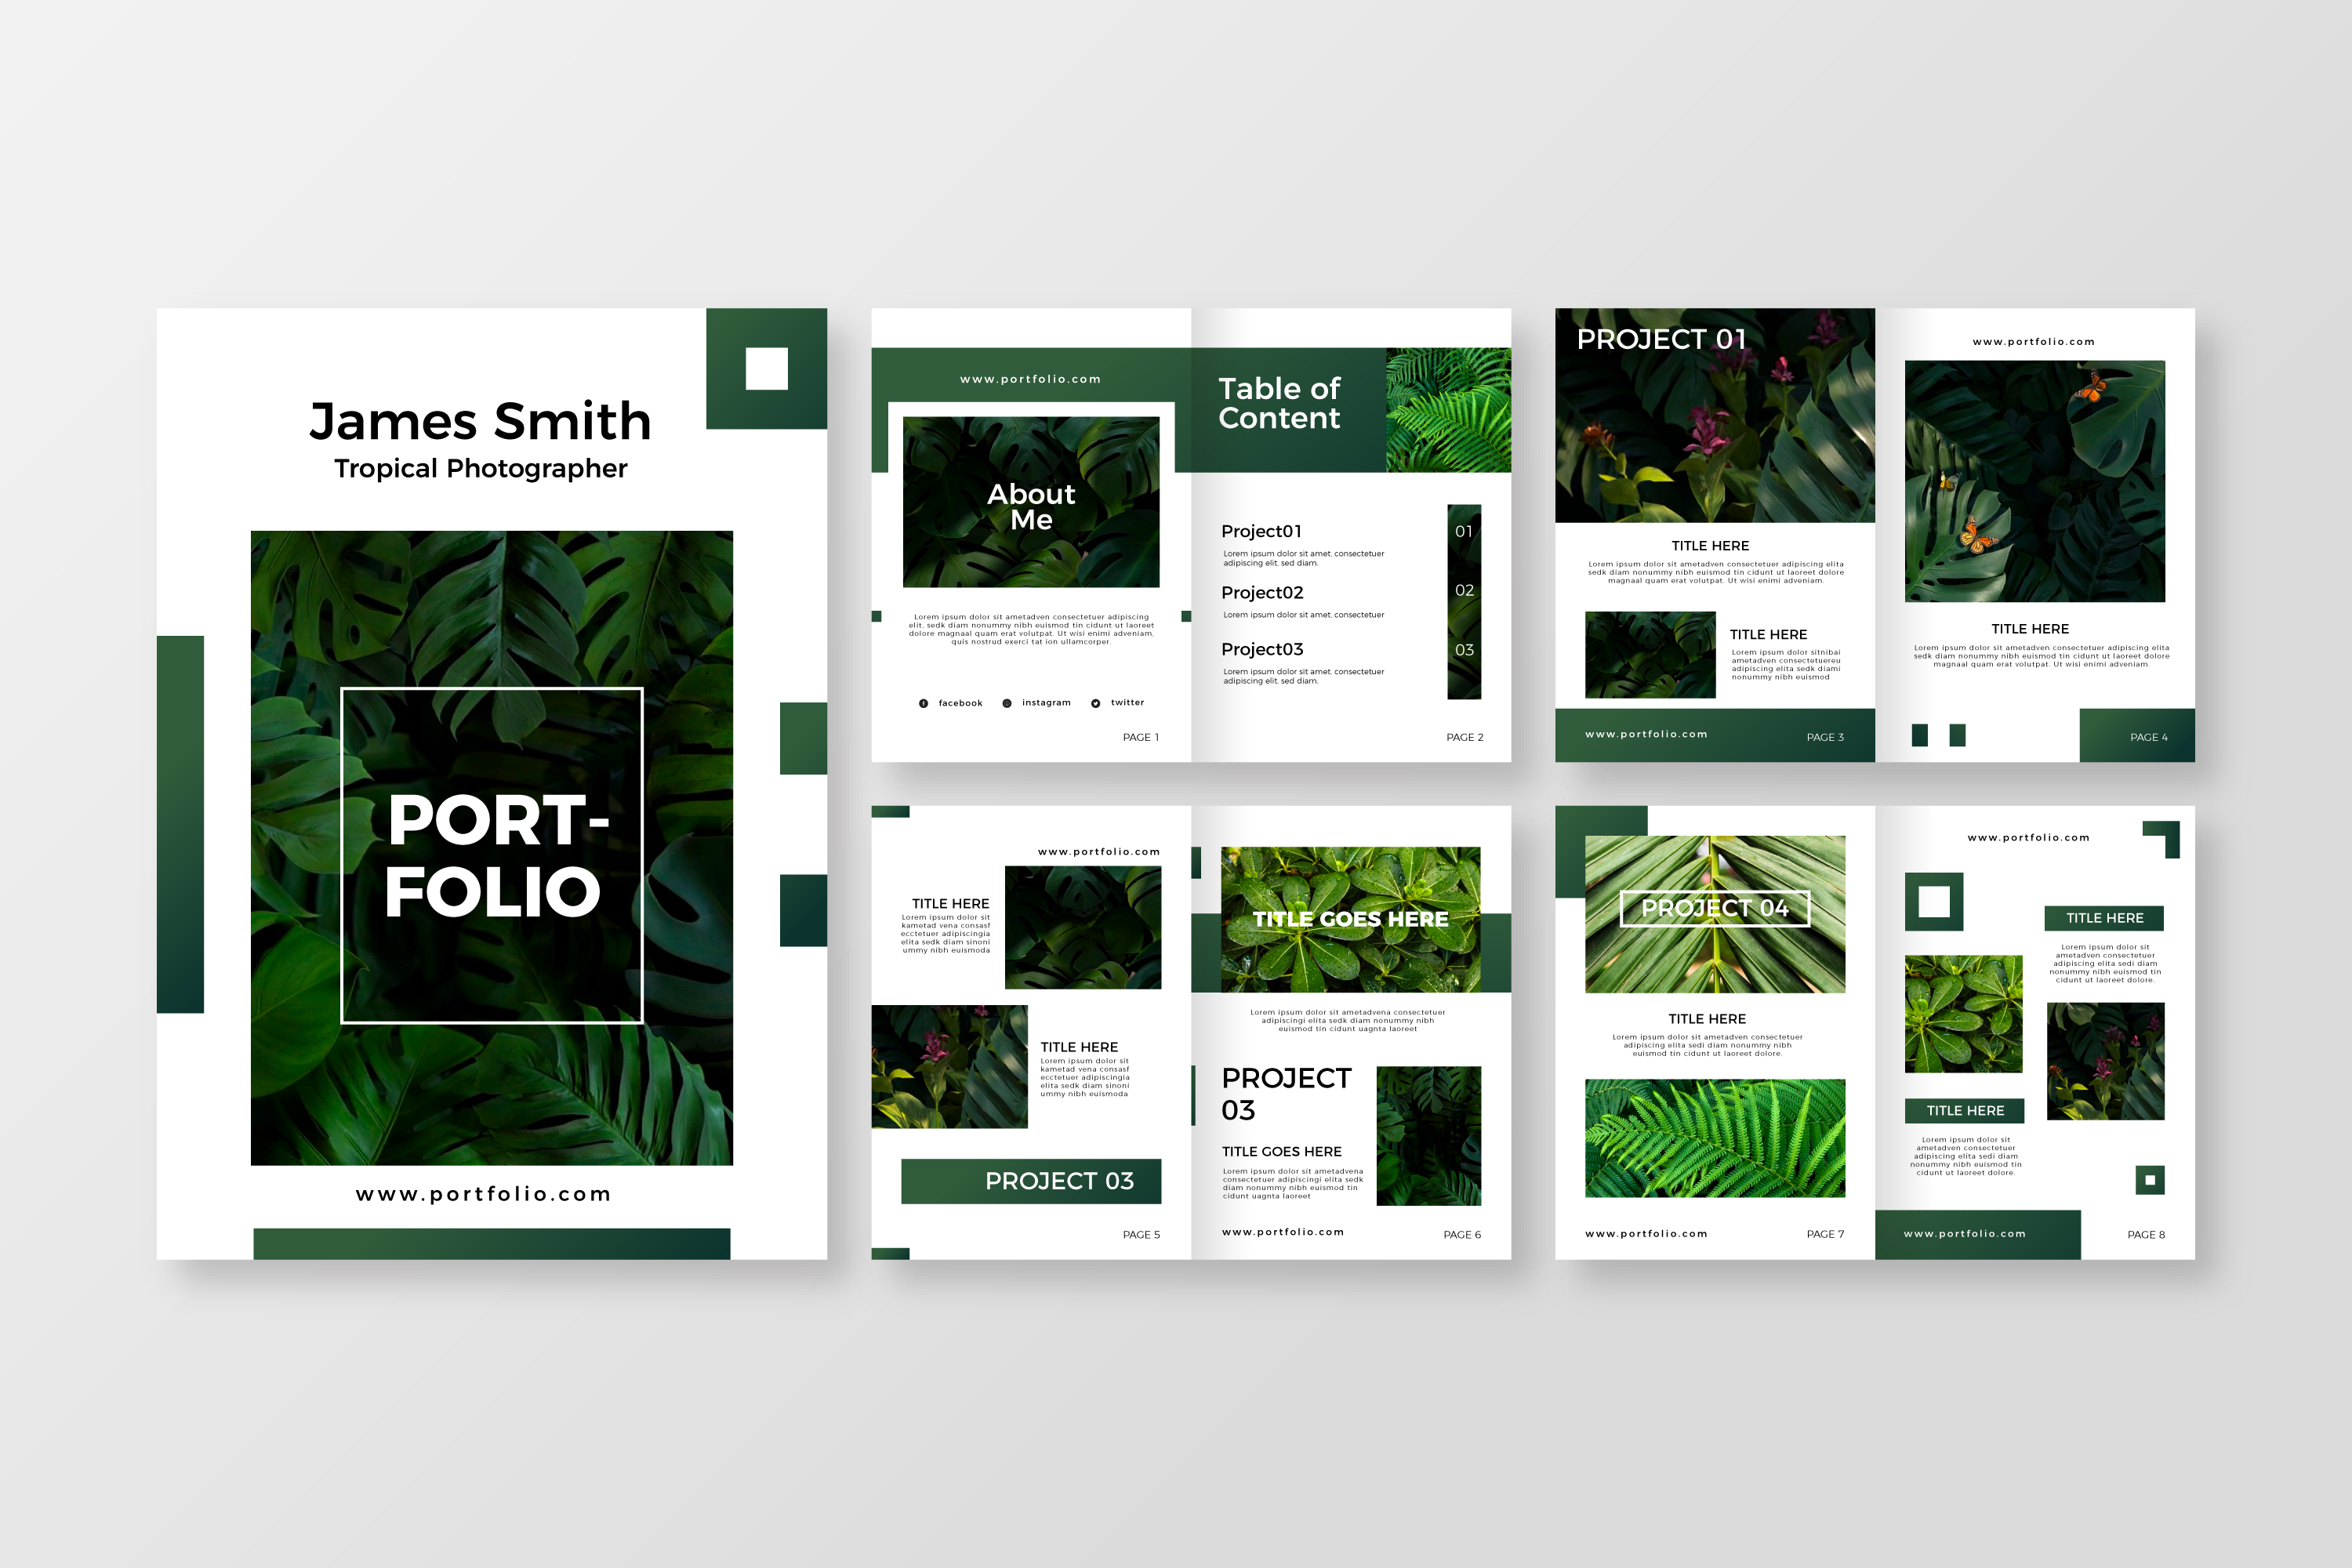 James Smith
Tropical Photographer
PORT-
FOLIO
www.portfolio.com
www.portfolio.com
About
Me
Lorem ipsum dolor sit ametadven consectetuer adipiscing
elit, sedk diam nonummy nibh euismod tin cidunt ut laoreet
dolore magnaal quam erat volutpat. Ut wisi enimi adveniam,
quis nostrud exerci tat ion ullamcorper.
facebook instagram twitter
PAGE 1
Table of
Content
Project01
Lorem ipsum dolor sit amet, consectetuer
adipiscing elit, sed diam.
01
Project02
Lorem ipsum dolor sit amet, consectetuer
02
Project03
Lorem ipsum dolor sit amet, consectetuer
adipiscing elit, sed diam.
03
PAGE 2
PROJECT 01
TITLE HERE
Lorem ipsum dolor sit ametadven consectetuer adipiscing elita
sedk diam nonummy nibh euismod tin cidunt ut laoreet dolore
magnaal quam erat volutpat. Ut wisi enimi adveniam.
TITLE HERE
Lorem ipsum dolor sitnibai
ametadven consectetuereu
adipiscing elita sedk diami
nonummy nibh euismod
www.portfolio.com
PAGE 3
www.portfolio.com
TITLE HERE
Lorem ipsum dolor sit ametadven consectetuer adipiscing elita
sedk diam nonummy nibh euismod tin cidunt ut laoreet dolore
magnaal quam erat volutpat. Ut wisi enimi adveniam.
PAGE 4
www.portfolio.com
TITLE HERE
Lorem ipsum dolor sit
kametad vena consasf
ecctetuer adipiscingia
elita sedk diam sinoni
ummy nibh euismoda
TITLE HERE
Lorem ipsum dolor sit
kametad vena consasf
ecctetuer adipiscingia
elita sedk diam sinoni
ummy nibh euismoda
PROJECT 03
PAGE 5
TITLE GOES HERE
Lorem ipsum dolor sit ametadvena consectetuer
adipiscingi elita sedi diam nonummy nibh
euismod tin cidunt uagnta laoreet
PROJECT
03
TITLE GOES HERE
Lorem ipsum dolor sit ametadvena
consectetuer adipiscingi elita sedk
diam nonummy nibh euismod tin
cidunt uagnta laoreet
www.portfolio.com
PAGE 6
PROJECT 04
TITLE HERE
Lorem ipsum dolor sit ametadven consectetuer
adipiscing elita sedi diam nonummy nibh
euismod tin cidunt ut laoreet dolore.
www.portfolio.com
PAGE 7
www.portfolio.com
TITLE HERE
Lorem ipsum dolor sit
ametadven consectetuer
adipiscing elita sedi diam
nonummy nibh euismod tin
cidunt ut laoreet dolore.
TITLE HERE
Lorem ipsum dolor sit
ametadven consectetuer
adipiscing elita sedi diam
nonummy nibh euismod tin
cidunt ut laoreet dolore.
www.portfolio.com
PAGE 8